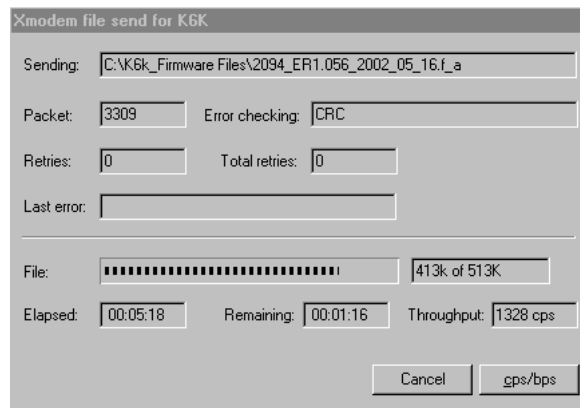 Xmodem file send for K6K
Sending: C:\K6k_Firmware Files\2094_ER1.056_2002_05_16.f_a
Packet: 3309 Error checking: CRC
Retries: 0 Total retries: 0
Last error:
File: 413k of 513K
Elapsed: 00:05:18 Remaining: 00:01:16 Throughput: 1328 cps
Cancel cps/bps